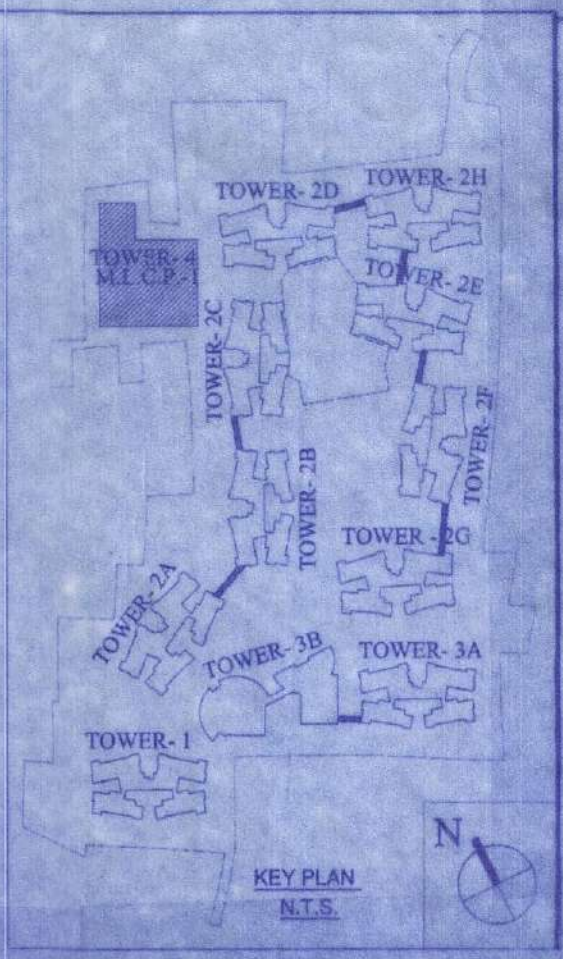 TOWER- 2D
TOWER- 2H
TOWER- 4
M.L.C.P.-1
TOWER- 2E
TOWER- 2C
TOWER- 2F
TOWER- 2B
TOWER - 2G
TOWER- 2A
TOWER- 3B
TOWER- 3A
TOWER- 1
N
KEY PLAN
N.T.S.